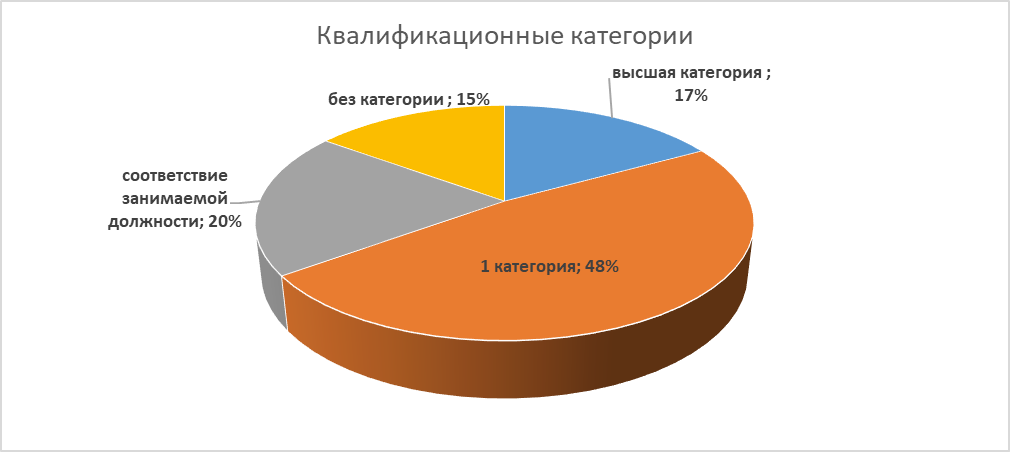 Квалификационные категории
высшая категория ;
17%
без категории ; 15%
соответствие
занимаемой
должности; 20%
1 категория; 48%